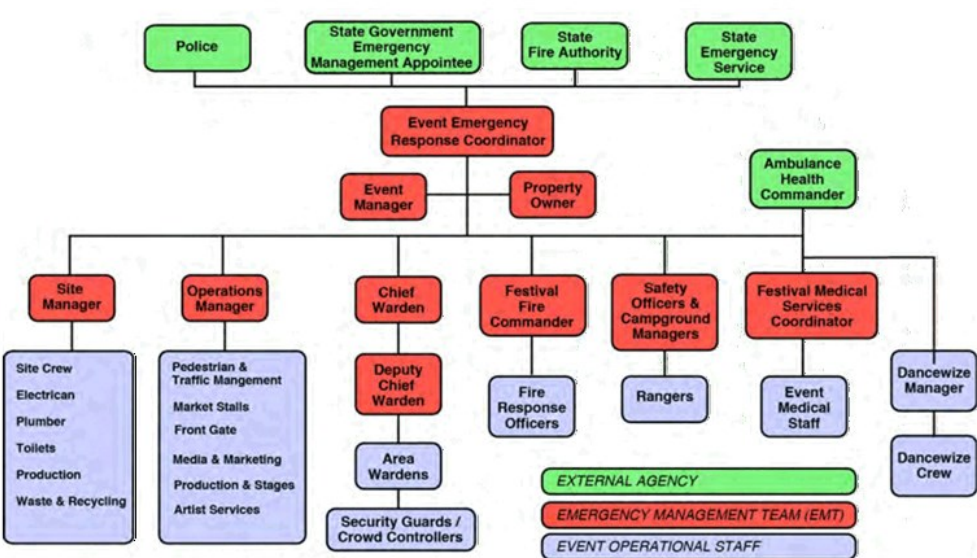 Police
State Government
Emergency
Management Appointee
State
Fire Authority
State
Emergency
Service
Event Emergency
Response Coordinator
Event
Manager
Property
Owner
Ambulance
Health
Commander
Site
Manager
Operations
Manager
Chief
Warden
Festival
Fire
Commander
Safety
Officers &
Campground
Managers
Festival Medical
Services
Coordinator
Site Crew
Electrican
Plumber
Toilets
Production
Waste & Recycling
Pedestrian &
Traffic Mangement
Market Stalls
Front Gate
Media & Marketing
Production & Stages
Artist Services
Deputy
Chief
Warden
Area
Wardens
Security Guards /
Crowd Controllers
Fire
Response
Officers
Rangers
Event
Medical
Staff
Dancewize
Manager
Dancewize
Crew
EXTERNAL AGENCY
EMERGENCY MANAGEMENT TEAM (EMT)
EVENT OPERATIONAL STAFF